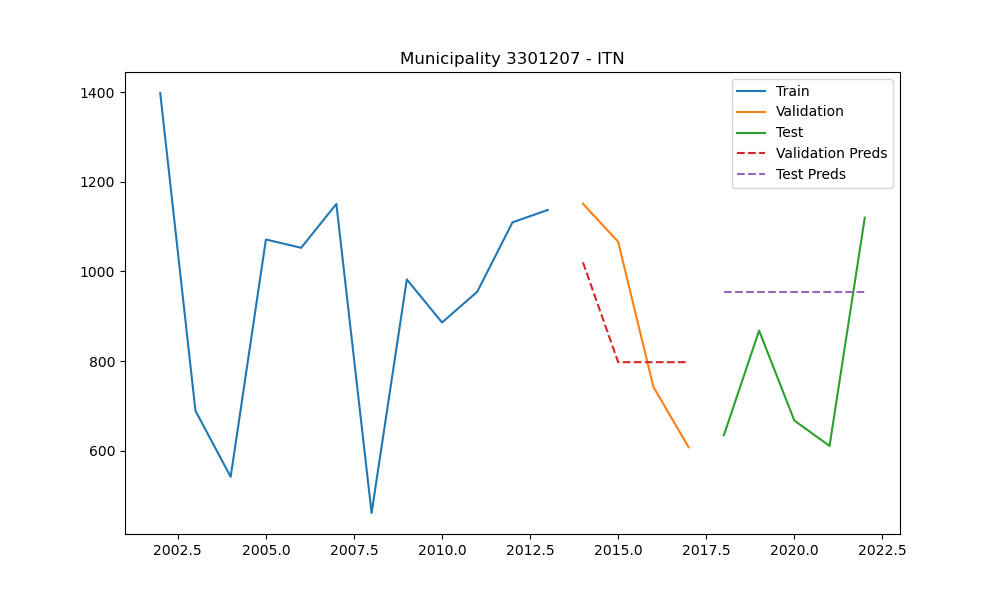 Municipality 3301207 - ITN
1400
1200
1000
800
600
Train
Validation
Test
Validation Preds
Test Preds
2002.5 2005.0 2007.5 2010.0 2012.5 2015.0 2017.5 2020.0 2022.5